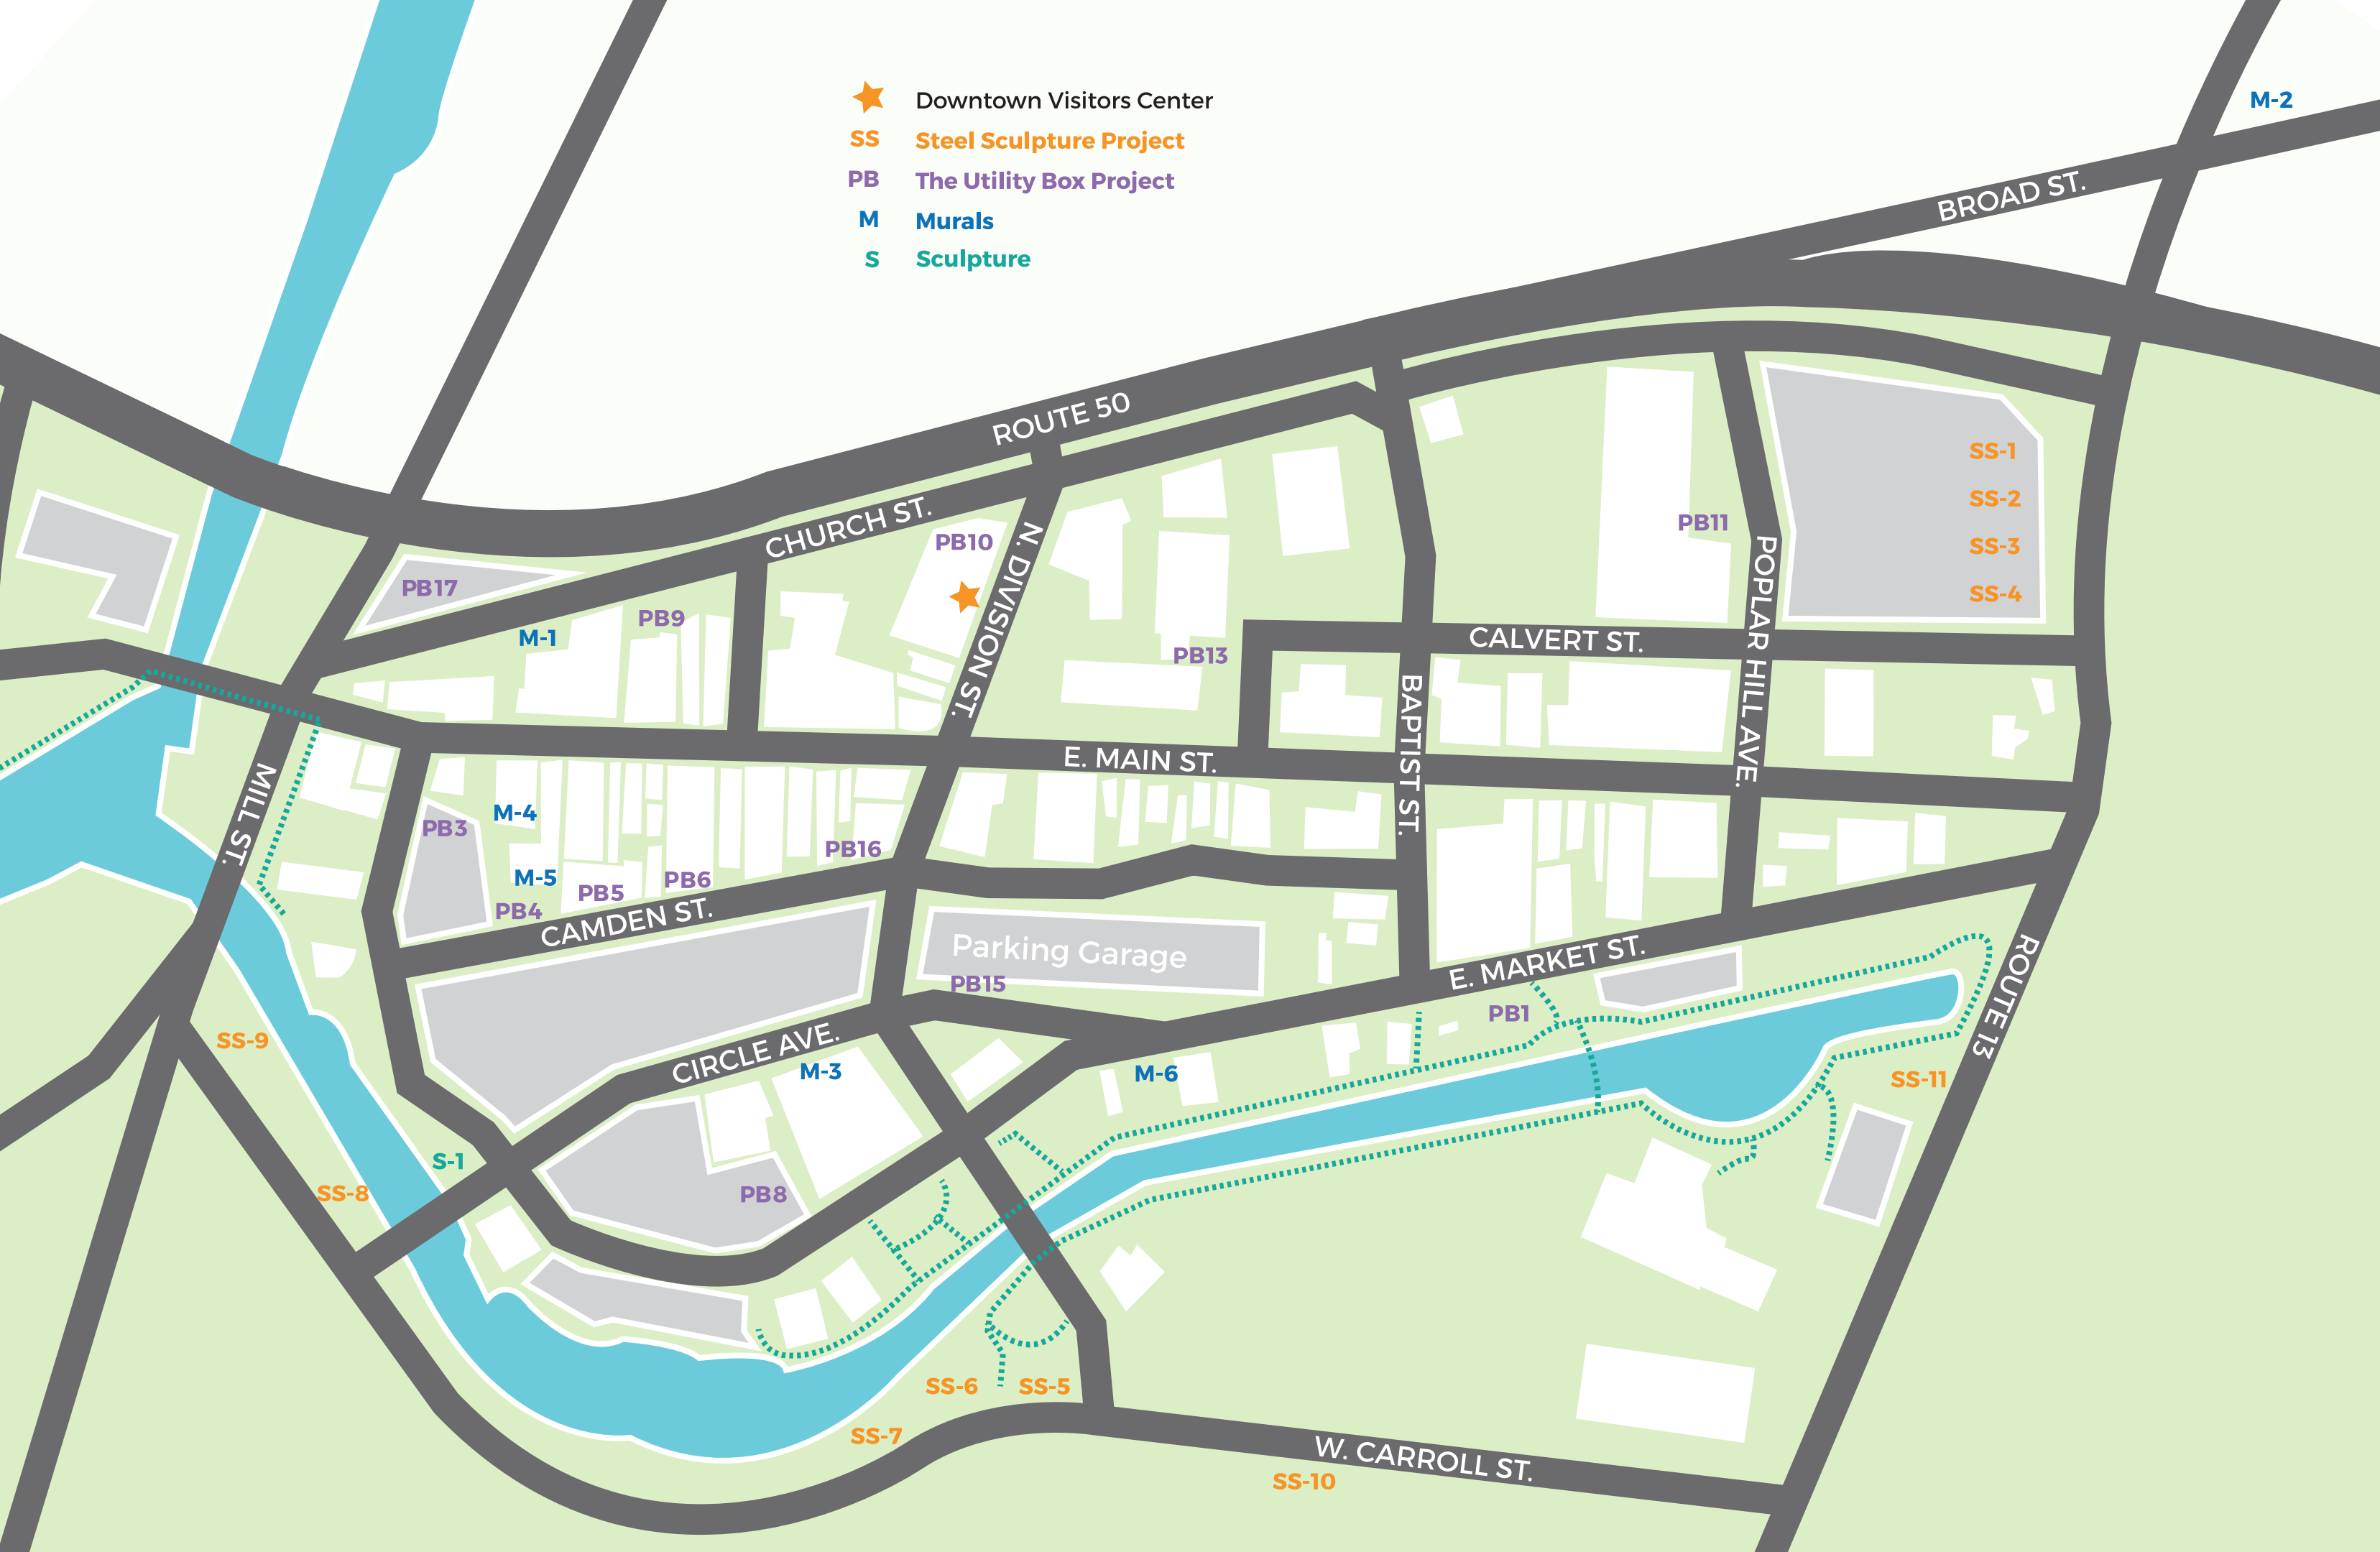 Downtown Visitors Center
SS Steel Sculpture Project
PB The Utility Box Project
M Murals
S Sculpture
M-2
BROAD ST.
ROUTE 50
SS-1
SS-2
SS-3
SS-4
CHURCH ST.
N. DIVISION ST.
PB10
PB11
PB17
PB9
M-1
PB13
CALVERT ST.
POPLAR HILL AVE.
BAPTIST ST.
E. MAIN ST.
MILL ST.
M-4
PB3
PB16
M-5
PB5
PB6
PB4
CAMDEN ST.
Parking Garage
PB15
E. MARKET ST.
PB1
ROUTE 13
SS-9
CIRCLE AVE.
M-3
M-6
SS-11
S-1
SS-8
PB8
SS-6
SS-5
SS-7
W. CARROLL ST.
SS-10